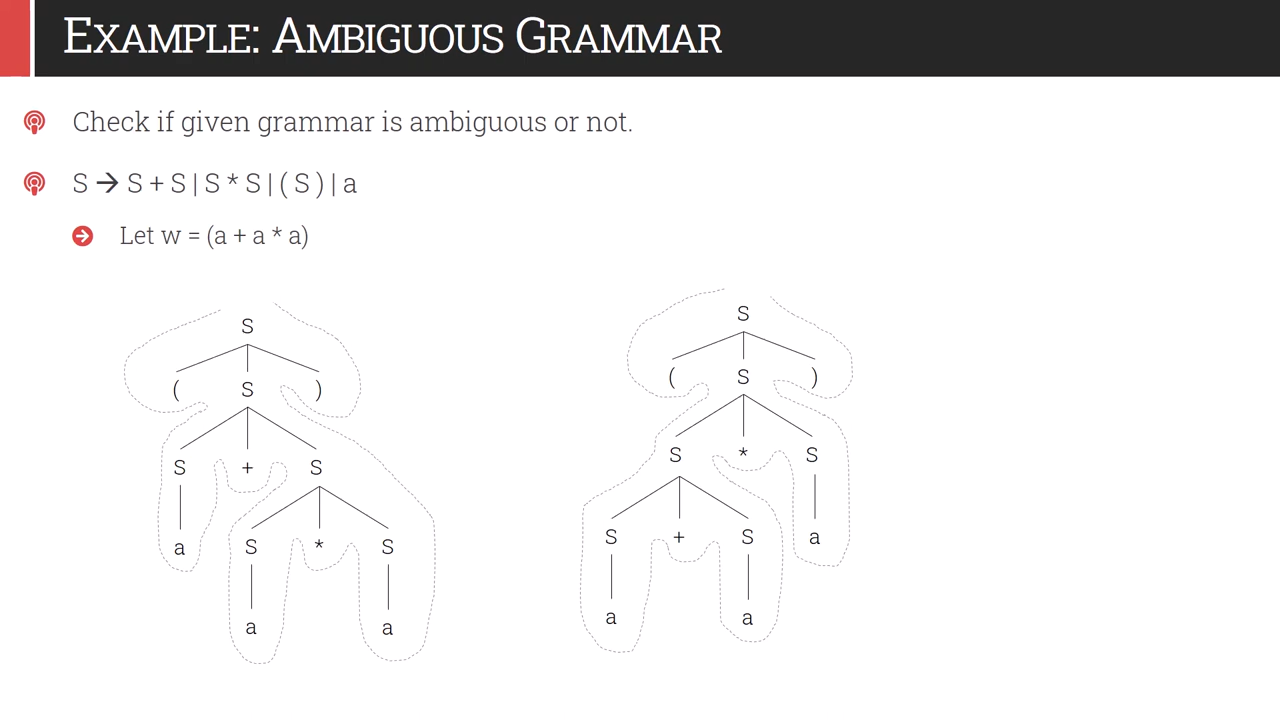 EXAMPLE: AMBIGUOUS GRAMMAR
Check if given grammar is ambiguous or not.
S → S + S | S * S | ( S ) | a
Let w = (a + a * a)
S
( S )
S + S
a S * S
a a
S
( S )
S * S
S + S a
a a